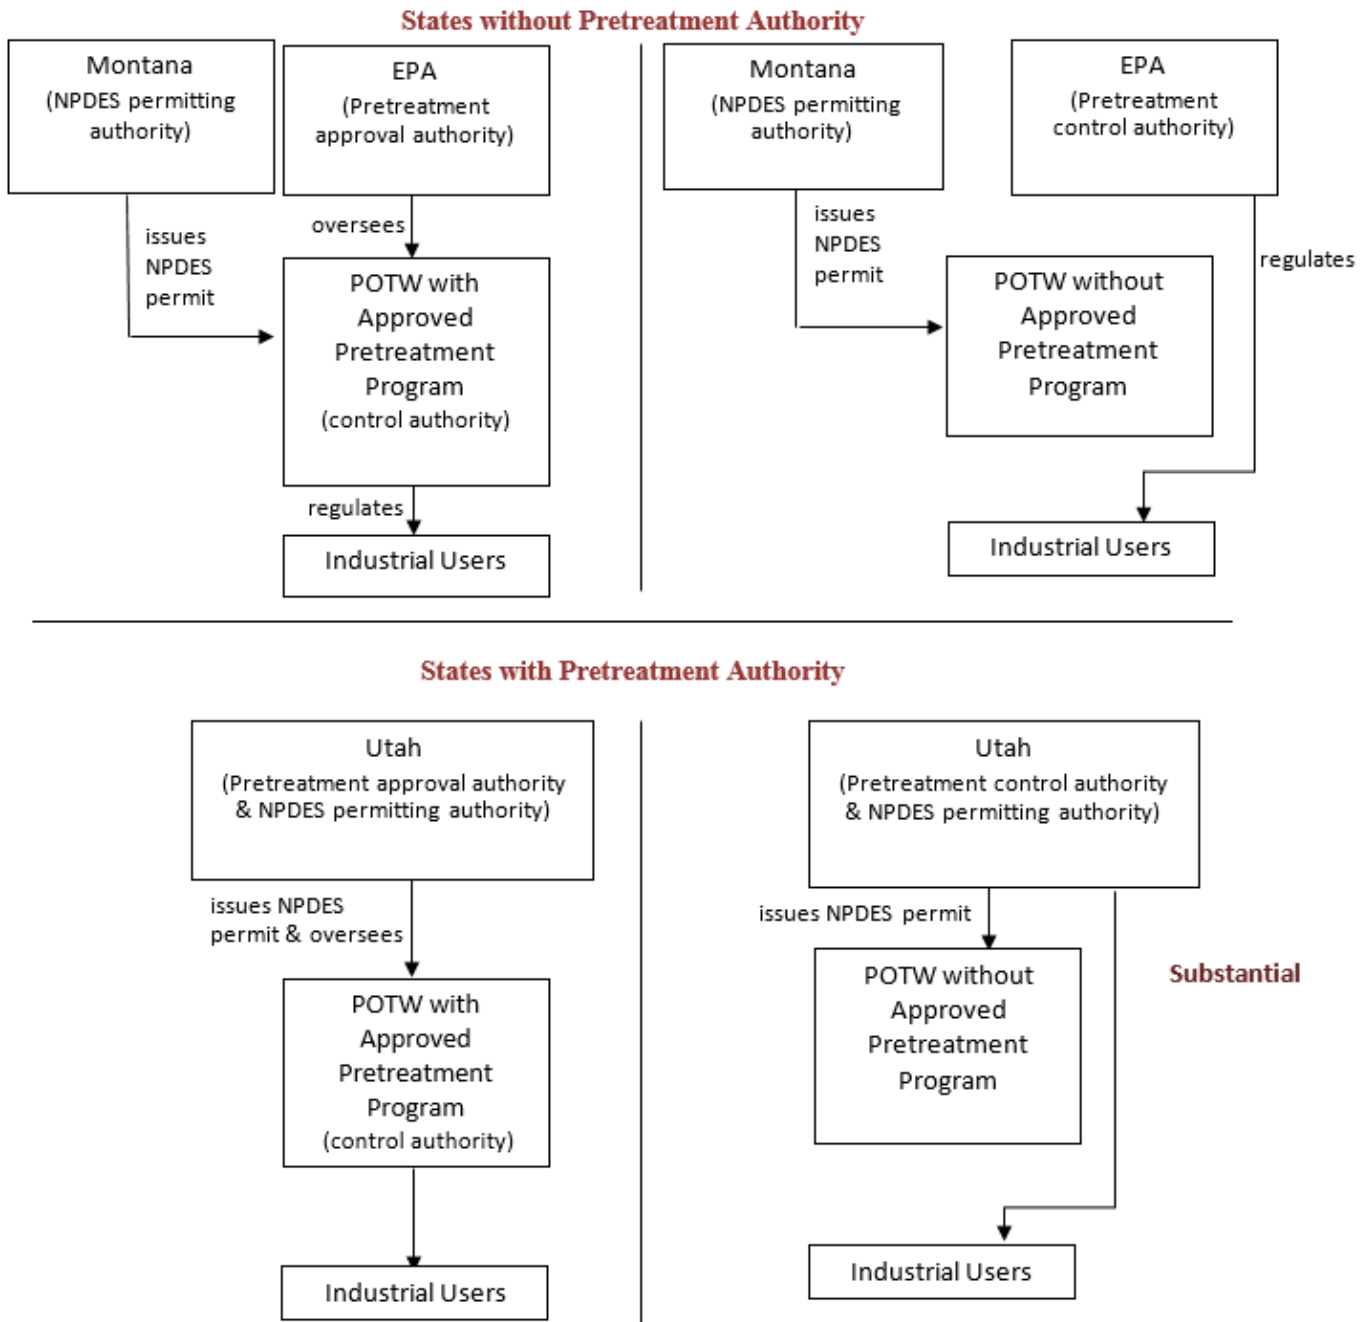 States without Pretreatment Authority
Montana
(NPDES permitting
authority)
EPA
(Pretreatment
approval authority)
issues
NPDES
permit
oversees
POTW with
Approved
Pretreatment
Program
(control authority)
regulates
Industrial Users
Montana
(NPDES permitting
authority)
EPA
(Pretreatment
control authority)
issues
NPDES
permit
regulates
POTW without
Approved
Pretreatment
Program
Industrial Users
States with Pretreatment Authority
Utah
(Pretreatment approval authority
& NPDES permitting authority)
issues NPDES
permit & oversees
POTW with
Approved
Pretreatment
Program
(control authority)
Industrial Users
Utah
(Pretreatment control authority
& NPDES permitting authority)
issues NPDES permit
POTW without
Approved
Pretreatment
Program
Substantial
Industrial Users